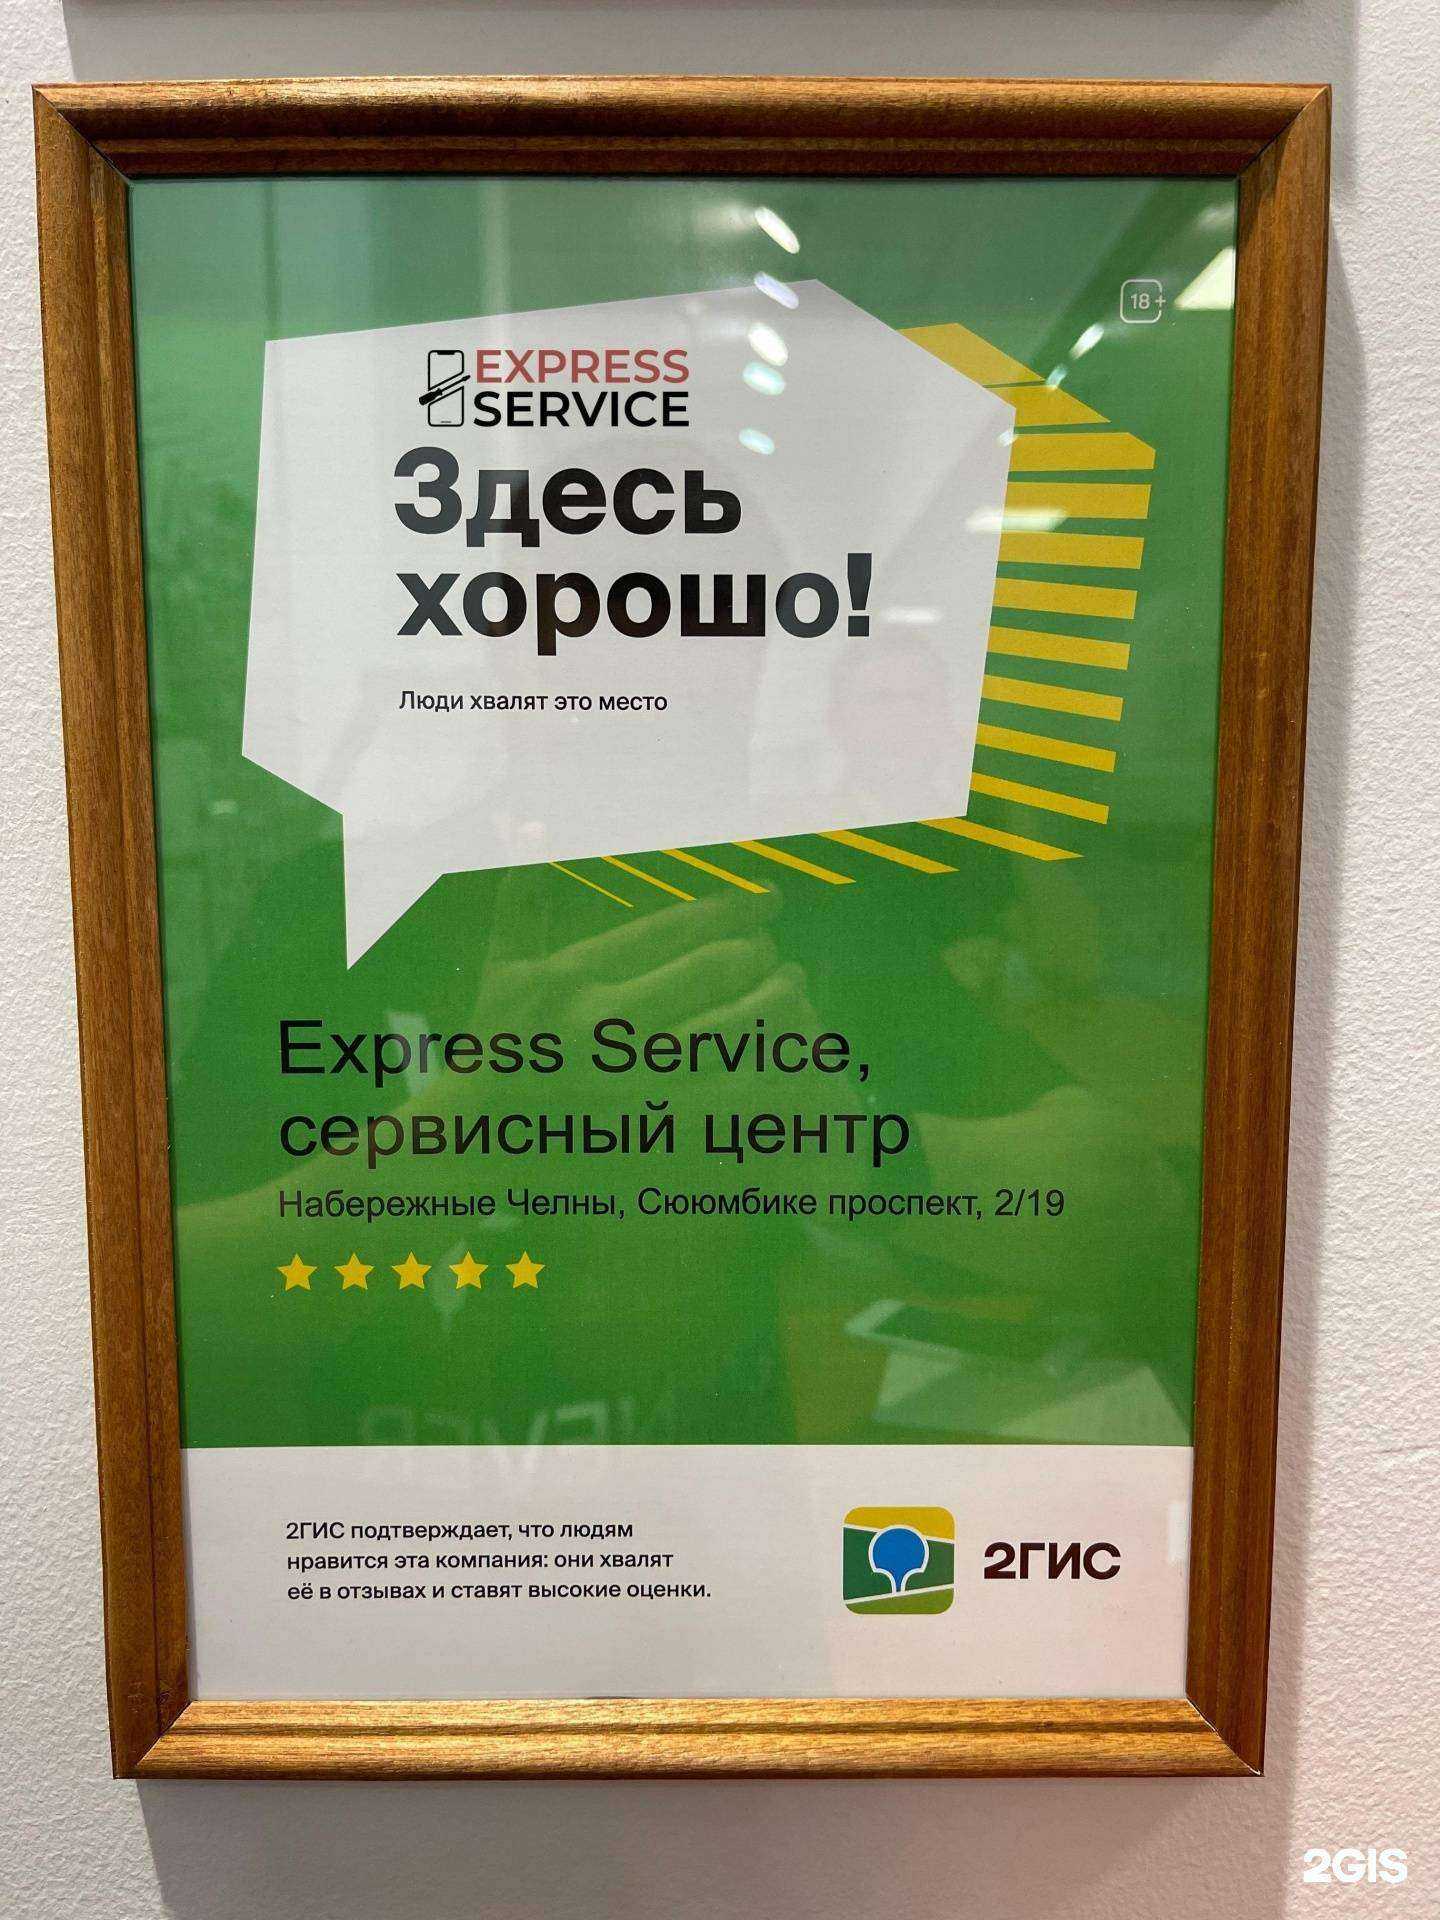 18+
EXPRESS
SERVICE
Здесь
хорошо!
Люди хвалят это место
Express Service,
сервисный центр
Набережные Челны, Сююмбике проспект, 2/19
2ГИС подтверждает, что людям
нравится эта компания: они хвалят
её в отзывах и ставят высокие оценки.
2ГИС
2GIS